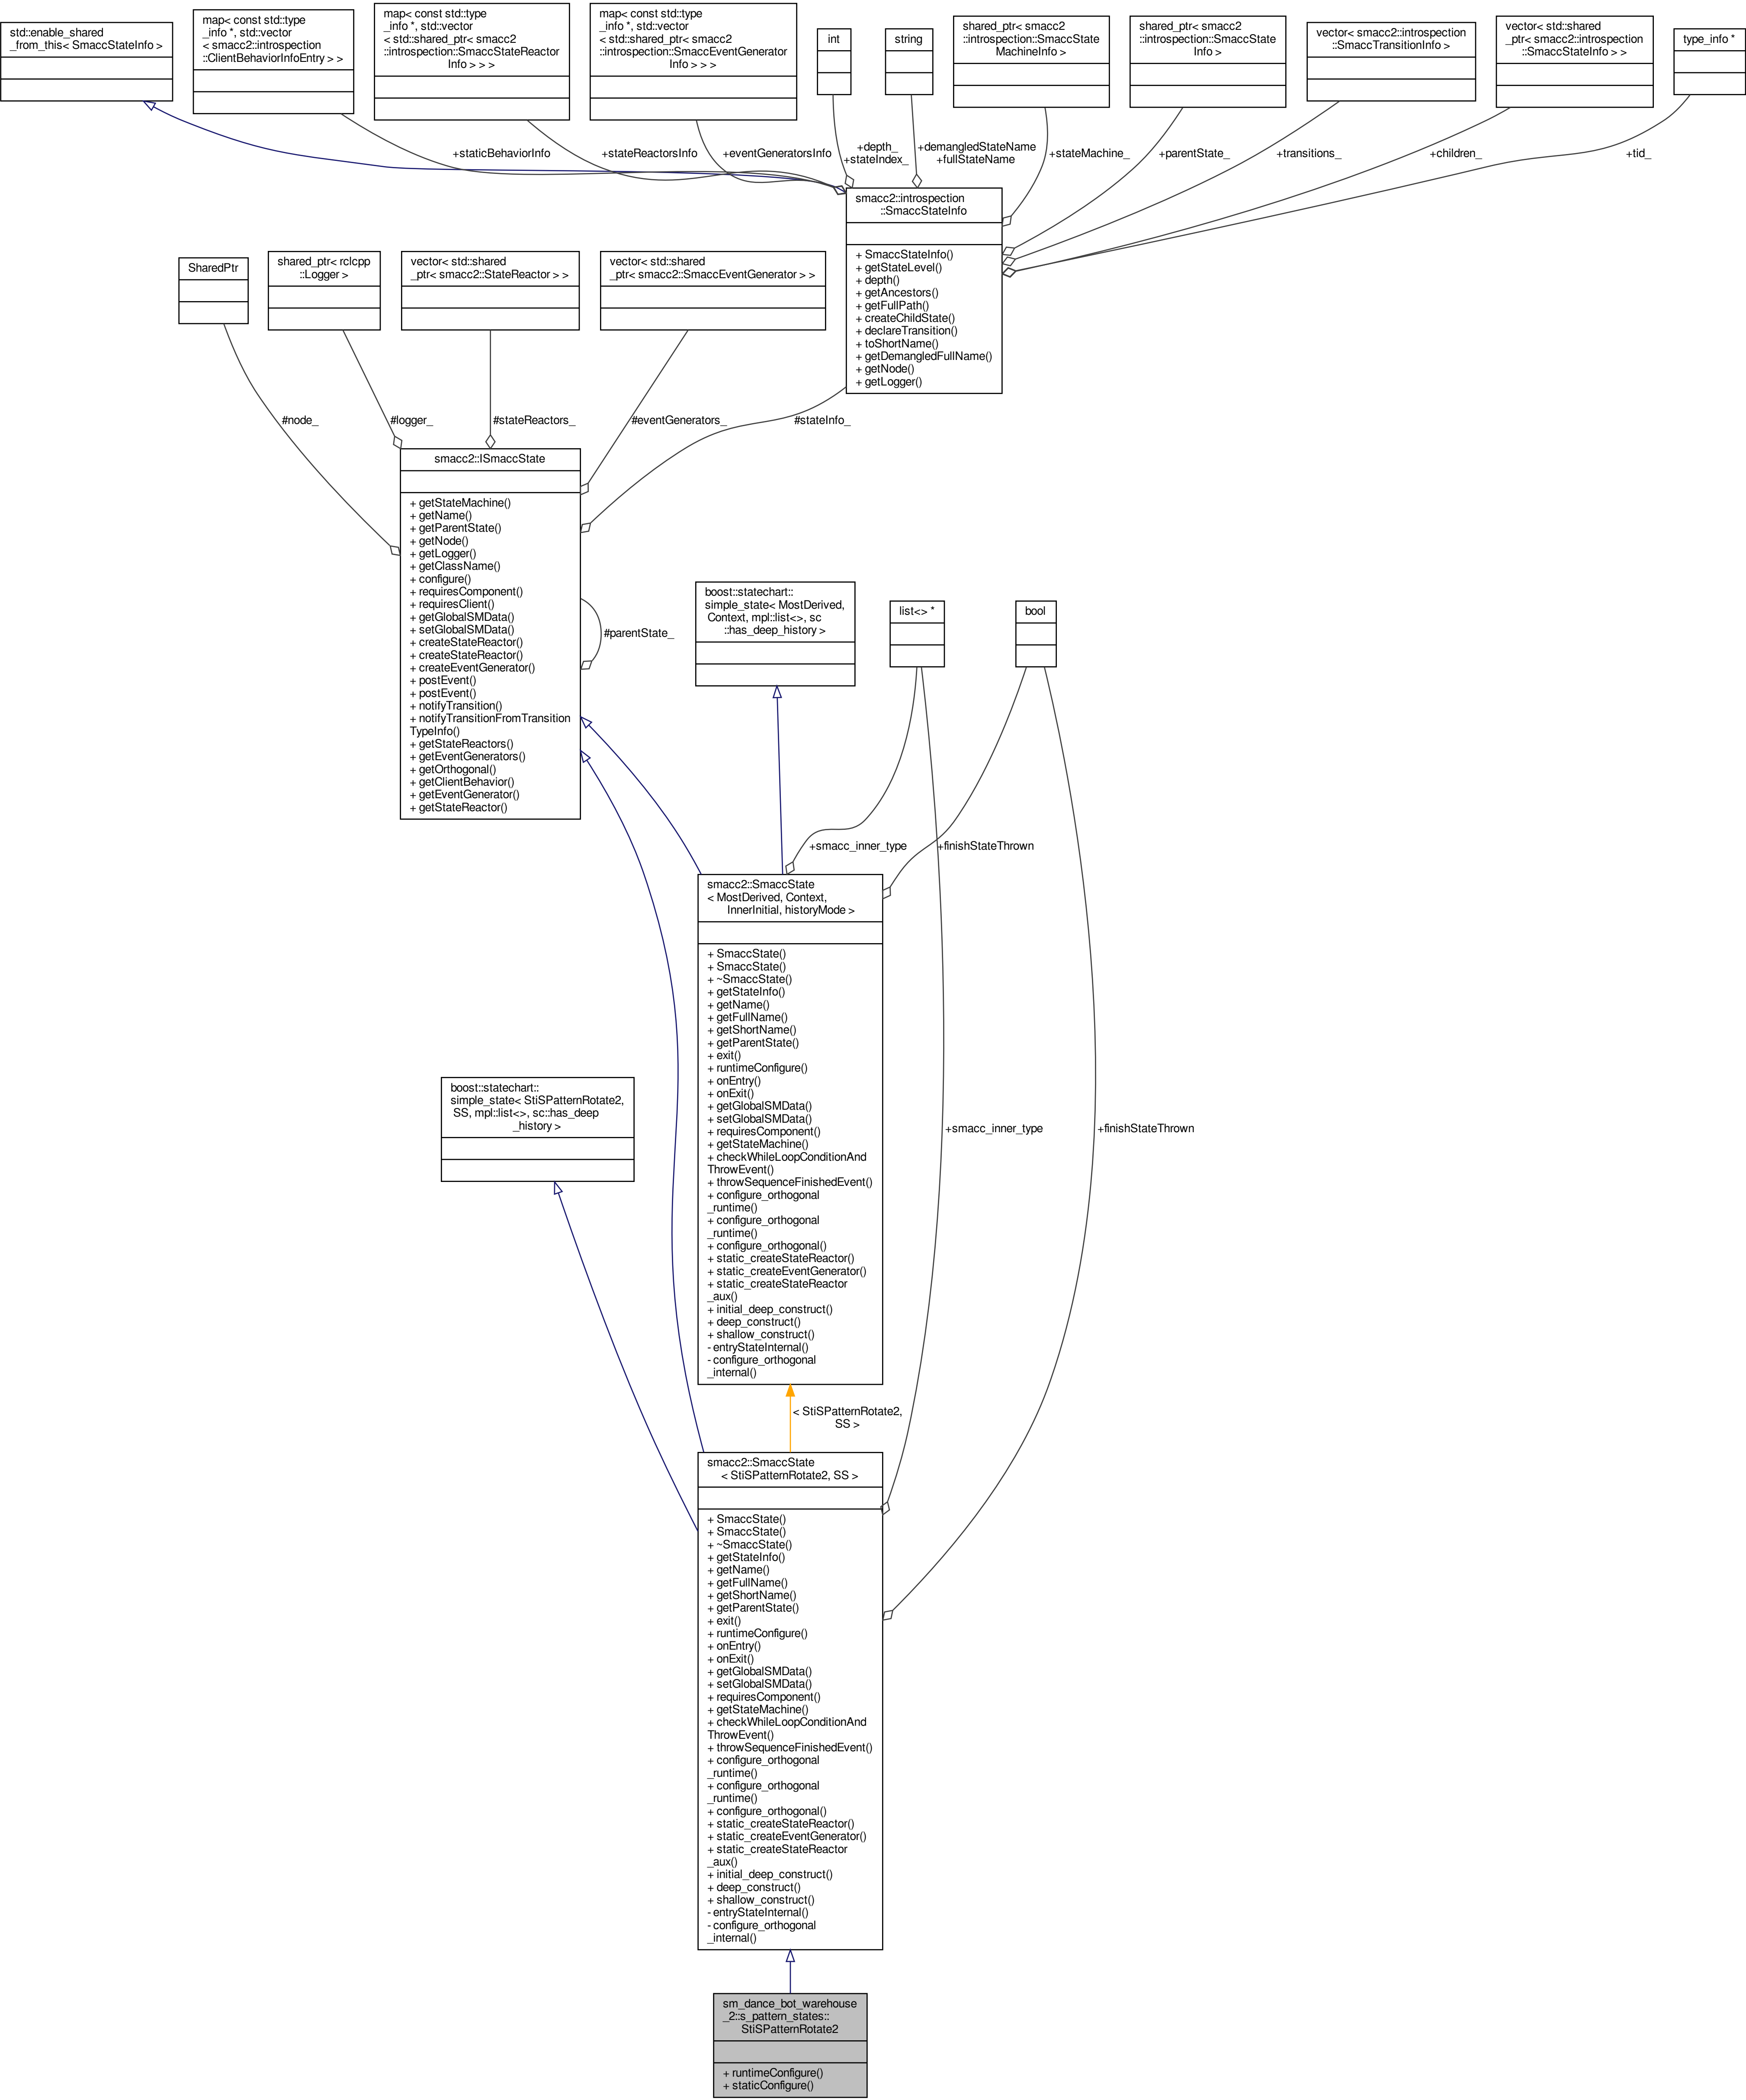 std::enable_shared
_from_this< SmaccStateInfo >
map< const std::type
_info *, std::vector
< smacc2::introspection
::ClientBehaviorInfoEntry > >
map< const std::type
_info *, std::vector
< std::shared_ptr< smacc2
::introspection::SmaccStateReactor
Info > > >
map< const std::type
_info *, std::vector
< std::shared_ptr< smacc2
::introspection::SmaccEventGenerator
Info > > >
int
string
shared_ptr< smacc2
::introspection::SmaccState
MachineInfo >
shared_ptr< smacc2
::introspection::SmaccState
Info >
vector< smacc2::introspection
::SmaccTransitionInfo >
vector< std::shared
_ptr< smacc2::introspection
::SmaccStateInfo > >
type_info *
+staticBehaviorInfo
+stateReactorsInfo
+eventGeneratorsInfo
+depth_
+stateIndex_
+demangledStateName
+fullStateName
+stateMachine_
+parentState_
+transitions_
+children_
+tid_
smacc2::introspection
::SmaccStateInfo
+ SmaccStateInfo()
+ getStateLevel()
+ depth()
+ getAncestors()
+ getFullPath()
+ createChildState()
+ declareTransition()
+ toShortName()
+ getDemangledFullName()
+ getNode()
+ getLogger()
SharedPtr
shared_ptr< rclcpp
::Logger >
vector< std::shared
_ptr< smacc2::StateReactor > >
vector< std::shared
_ptr< smacc2::SmaccEventGenerator > >
#node_
#logger_
#stateReactors_
#eventGenerators_
#stateInfo_
smacc2::ISmaccState
+ getStateMachine()
+ getName()
+ getParentState()
+ getNode()
+ getLogger()
+ getClassName()
+ configure()
+ requiresComponent()
+ requiresClient()
+ getGlobalSMData()
+ setGlobalSMData()
+ createStateReactor()
+ createStateReactor()
+ createEventGenerator()
+ postEvent()
+ postEvent()
+ notifyTransition()
+ notifyTransitionFromTransition
TypeInfo()
+ getStateReactors()
+ getEventGenerators()
+ getOrthogonal()
+ getClientBehavior()
+ getEventGenerator()
+ getStateReactor()
#parentState_
boost::statechart::
simple_state< MostDerived,
Context, mpl::list<>, sc
::has_deep_history >
list<> *
bool
+smacc_inner_type
+finishStateThrown
smacc2::SmaccState
< MostDerived, Context,
InnerInitial, historyMode >
+ SmaccState()
+ SmaccState()
+ ~SmaccState()
+ getStateInfo()
+ getName()
+ getFullName()
+ getShortName()
+ getParentState()
+ exit()
+ runtimeConfigure()
+ onEntry()
+ onExit()
+ getGlobalSMData()
+ setGlobalSMData()
+ requiresComponent()
+ getStateMachine()
+ checkWhileLoopConditionAnd
ThrowEvent()
+ throwSequenceFinishedEvent()
+ configure_orthogonal
_runtime()
+ configure_orthogonal
_runtime()
+ configure_orthogonal()
+ static_createStateReactor()
+ static_createEventGenerator()
+ static_createStateReactor
_aux()
+ initial_deep_construct()
+ deep_construct()
+ shallow_construct()
- entryStateInternal()
- configure_orthogonal
_internal()
boost::statechart::
simple_state< StiSPatternRotate2,
SS, mpl::list<>, sc::has_deep
_history >
+smacc_inner_type
+finishStateThrown
< StiSPatternRotate2,
SS >
smacc2::SmaccState
< StiSPatternRotate2, SS >
+ SmaccState()
+ SmaccState()
+ ~SmaccState()
+ getStateInfo()
+ getName()
+ getFullName()
+ getShortName()
+ getParentState()
+ exit()
+ runtimeConfigure()
+ onEntry()
+ onExit()
+ getGlobalSMData()
+ setGlobalSMData()
+ requiresComponent()
+ getStateMachine()
+ checkWhileLoopConditionAnd
ThrowEvent()
+ throwSequenceFinishedEvent()
+ configure_orthogonal
_runtime()
+ configure_orthogonal
_runtime()
+ configure_orthogonal()
+ static_createStateReactor()
+ static_createEventGenerator()
+ static_createStateReactor
_aux()
+ initial_deep_construct()
+ deep_construct()
+ shallow_construct()
- entryStateInternal()
- configure_orthogonal
_internal()
sm_dance_bot_warehouse
_2::s_pattern_states::
StiSPatternRotate2
+ runtimeConfigure()
+ staticConfigure()